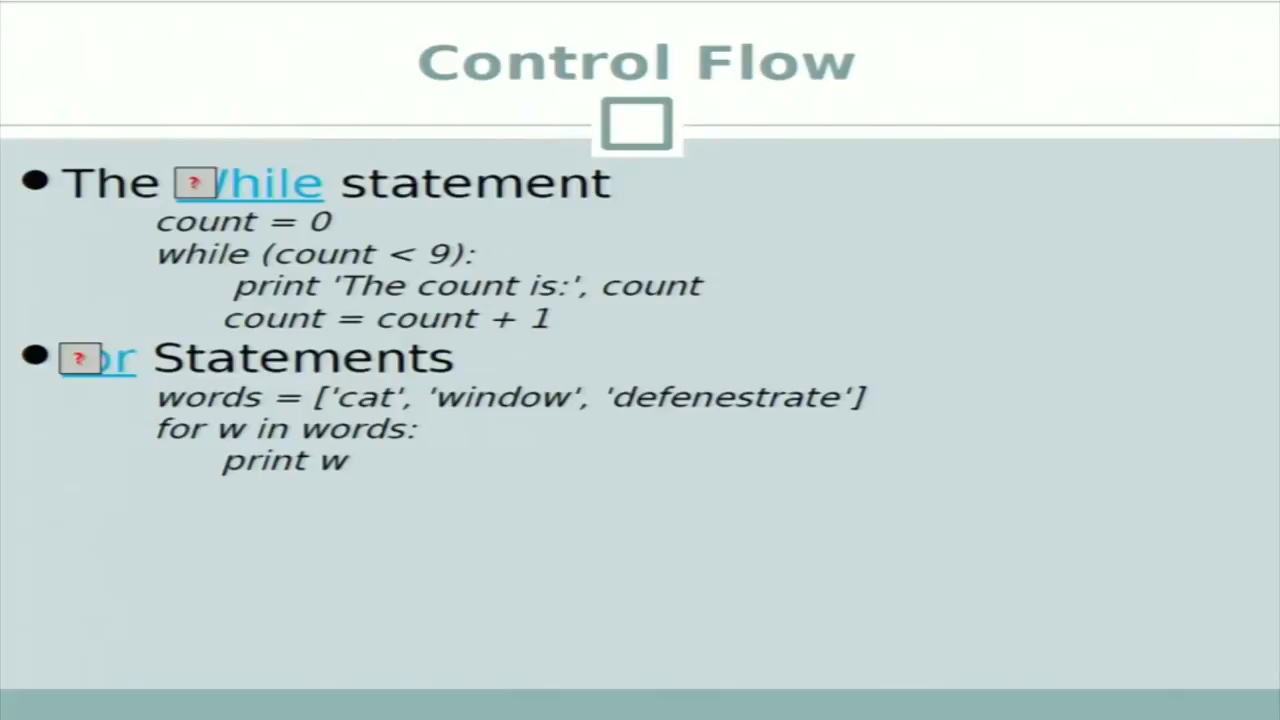 Control Flow
● The While statement
count = 0
while (count < 9):
print 'The count is:', count
count = count + 1
● For Statements
words = ['cat', 'window', 'defenestrate']
for w in words:
print w